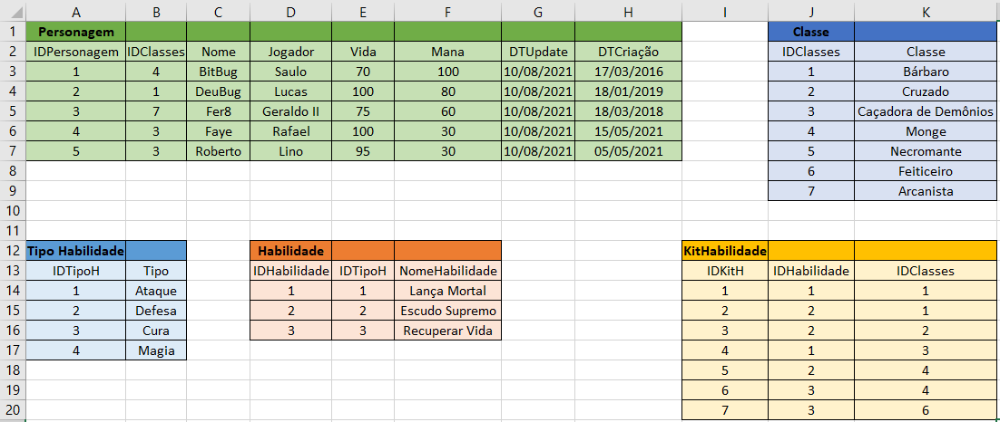 A B C D E F G H I J K
1 Personagem Classe
2 IDPersonagem IDClasses Nome Jogador Vida Mana DTUpdate DTCriação IDClasses Classe
3 1 4 BitBug Saulo 70 100 10/08/2021 17/03/2016 1 Bárbaro
4 2 1 DeuBug Lucas 100 80 10/08/2021 18/01/2019 2 Cruzado
5 3 7 Fer8 Geraldo II 75 60 10/08/2021 18/03/2018 3 Caçadora de Demônios
6 4 3 Faye Rafael 100 30 10/08/2021 15/05/2021 4 Monge
7 5 3 Roberto Lino 95 30 10/08/2021 05/05/2021 5 Necromante
8 6 Feiticeiro
9 7 Arcanista
10
11
12 Tipo Habilidade Habilidade KitHabilidade
13 IDTipoH Tipo IDHabilidade IDTipoH NomeHabilidade IDKitH IDHabilidade IDClasses
14 1 Ataque 1 1 Lança Mortal 1 1 1
15 2 Defesa 2 2 Escudo Supremo 2 2 1
16 3 Cura 3 3 Recuperar Vida 3 2 2
17 4 Magia 4 1 3
18 5 2 4
19 6 3 4
20 7 3 6